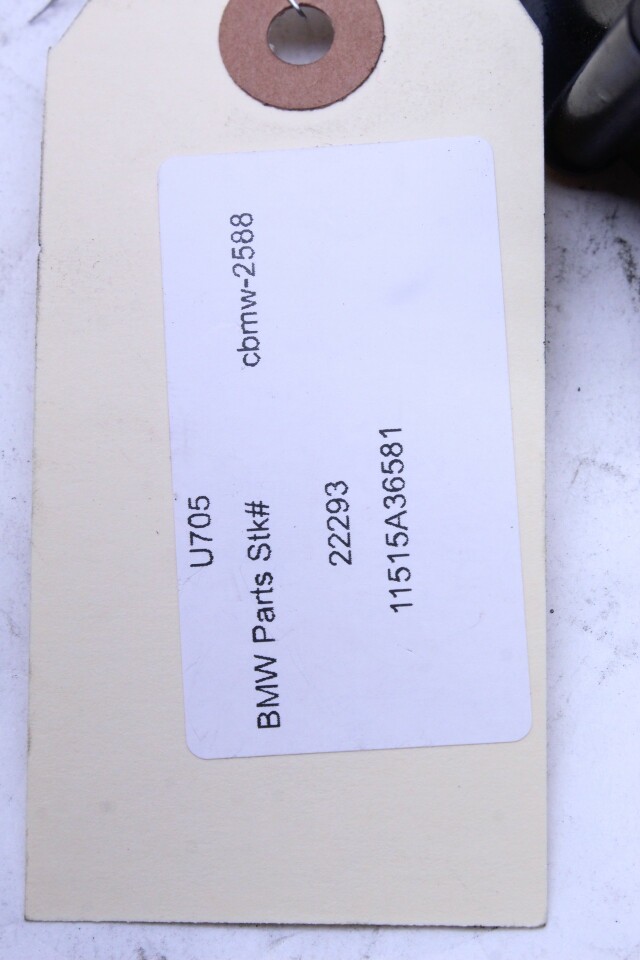 U705
BMW Parts Stk# cbmw-2588
22293
11515A36581